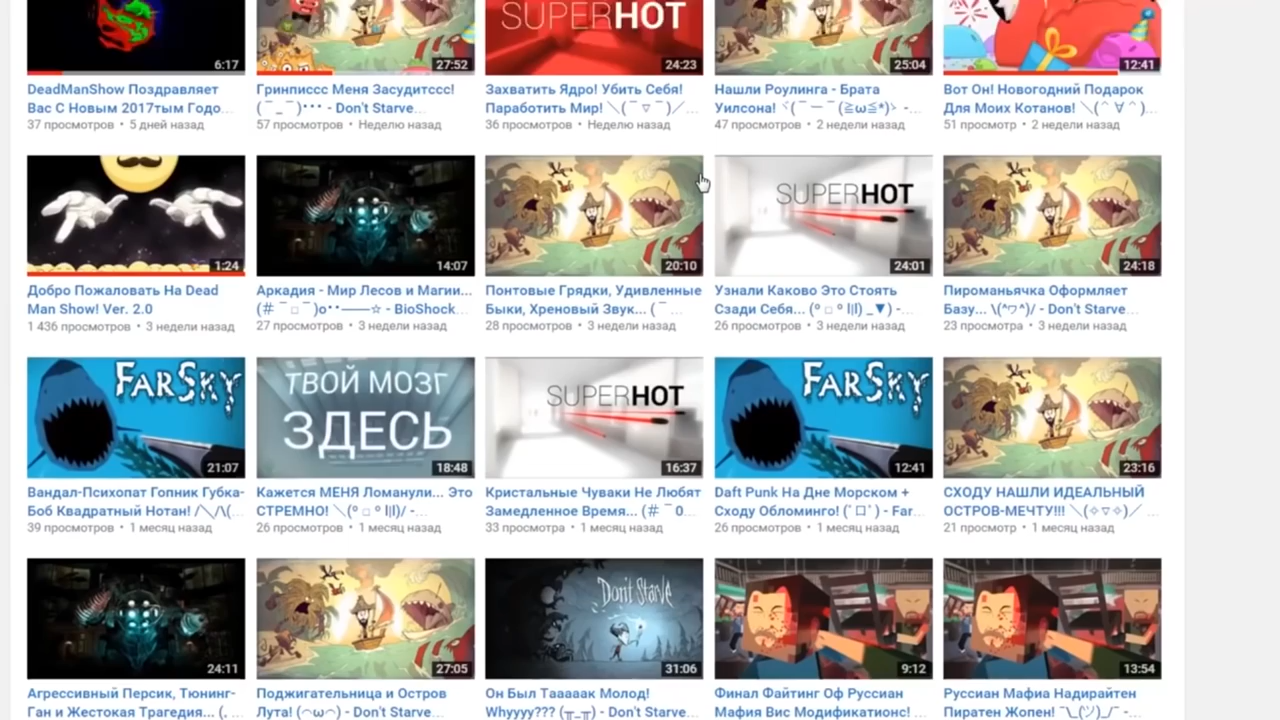 SUPERHOT
6:17
27:52
24:23
25:04
12:41
DeadManShow Поздравляет
Вас С Новым 2017тым Годо...
37 просмотров • 5 дней назад
Гринписсс Меня Засудитссс!
(￣_￣)・・・ - Don't Starve...
57 просмотров • Неделю назад
Захватить Ядро! Убить Себя!
Паработить Мир! ＼(￣▽￣)／...
36 просмотров • Неделю назад
Нашли Роулинга - Брата
Уилсона!
47 просмотров • 2 недели назад
Вот Он! Новогодний Подарок
Для Моих Котанов! ＼(＾∀＾)...
51 просмотр • 2 недели назад
SUPERHOT
1:24
14:07
20:10
24:01
24:18
Добро Пожаловать На Dead
Man Show! Ver. 2.0
1 436 просмотров • 3 недели назад
Аркадия - Мир Лесов и Магии...
(＃￣□￣)o━・・━・・━━☆ - BioShock...
27 просмотров • 3 недели назад
Понтовые Грядки, Удивленные
Быки, Хреновый Звук... (￣...
28 просмотров • 3 недели назад
Узнали Каково Это Стоять
Сзади Себя... (º □ º l|l) _▼) -...
26 просмотров • 3 недели назад
Пироманьячка Оформляет
Базу... \(^ヮ^)/ - Don't Starve...
23 просмотра • 3 недели назад
FARSKY
ТВОЙ МОЗГ
ЗДЕСЬ
SUPERHOT
FARSKY
21:07
18:48
16:37
12:41
23:16
Вандал-Психопат Гопник Губка-
Боб Квадратный Нотан! /╲/\(...
39 просмотров • 1 месяц назад
Кажется МЕНЯ Ломанули... Это
СТРЕМНО! ＼(º □ º l|l)/ -...
26 просмотров • 1 месяц назад
Кристальные Чуваки Не Любят
Замедленное Время... (＃￣0...
33 просмотра • 1 месяц назад
Daft Punk На Дне Морском +
Сходу Обломинго! (ﾟロﾟ) - Far...
26 просмотров • 1 месяц назад
СХОДУ НАШЛИ ИДЕАЛЬНЫЙ
ОСТРОВ-МЕЧТУ!!! ＼(✧▽✧)／...
21 просмотр • 1 месяц назад
Don't Starve
24:11
27:05
31:06
9:12
13:54
Агрессивный Персик, Тюнинг-
Ган и Жестокая Трагедия... (,...
Поджигательница и Остров
Лута! (⌒ω⌒) - Don't Starve...
Он Был Тааааак Молод!
Whyyyy??? (╥_╥) - Don't Starve...
Финал Файтинг Оф Руссиан
Мафия Вис Модификатионс! ...
Руссиан Мафиа Надирайтен
Пиратен Жопен! ¯\_(ツ)_/¯ -...